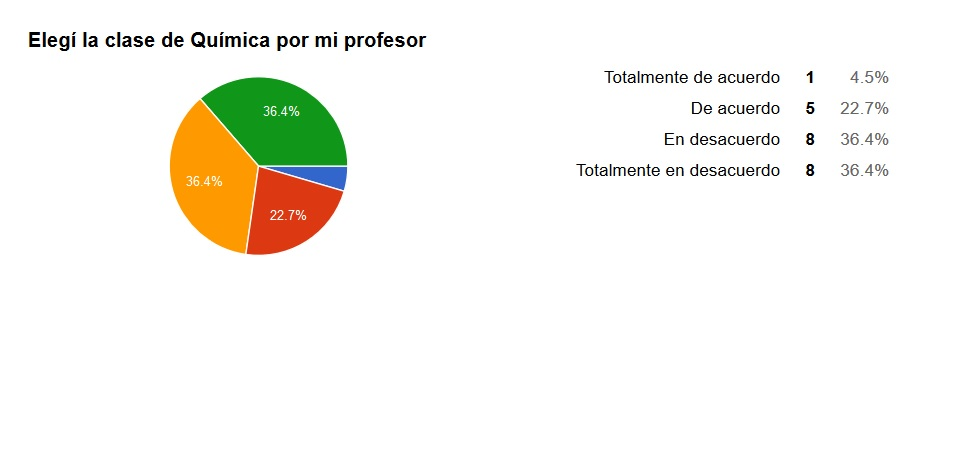 Elegí la clase de Química por mi profesor
36.4%
36.4%
22.7%
Totalmente de acuerdo 1 4.5%
De acuerdo 5 22.7%
En desacuerdo 8 36.4%
Totalmente en desacuerdo 8 36.4%